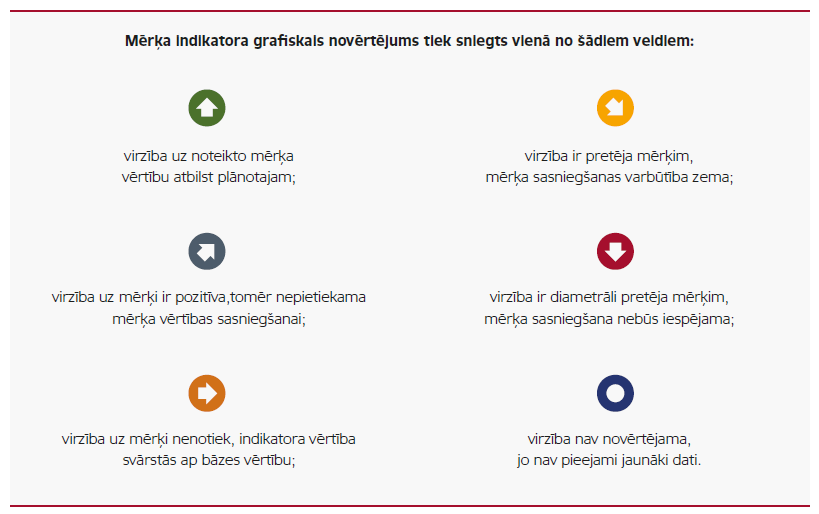 Mērķa indikatora grafiskais novērtējums tiek sniegts vienā no šādiem veidiem:
virzība uz noteikto mērķa
vērtību atbilst plānotajam;
virzība ir pretēja mērķim,
mērķa sasniegšanas varbūtība zema;
virzība uz mērķi ir pozitīva,tomēr nepietiekama
mērķa vērtības sasniegšanai;
virzība ir diametrāli pretēja mērķim,
mērķa sasniegšana nebūs iespējama;
virzība uz mērķi nenotiek, indikatora vērtība
svārstās ap bāzes vērtību;
virzība nav novērtējama,
jo nav pieejami jaunāki dati.